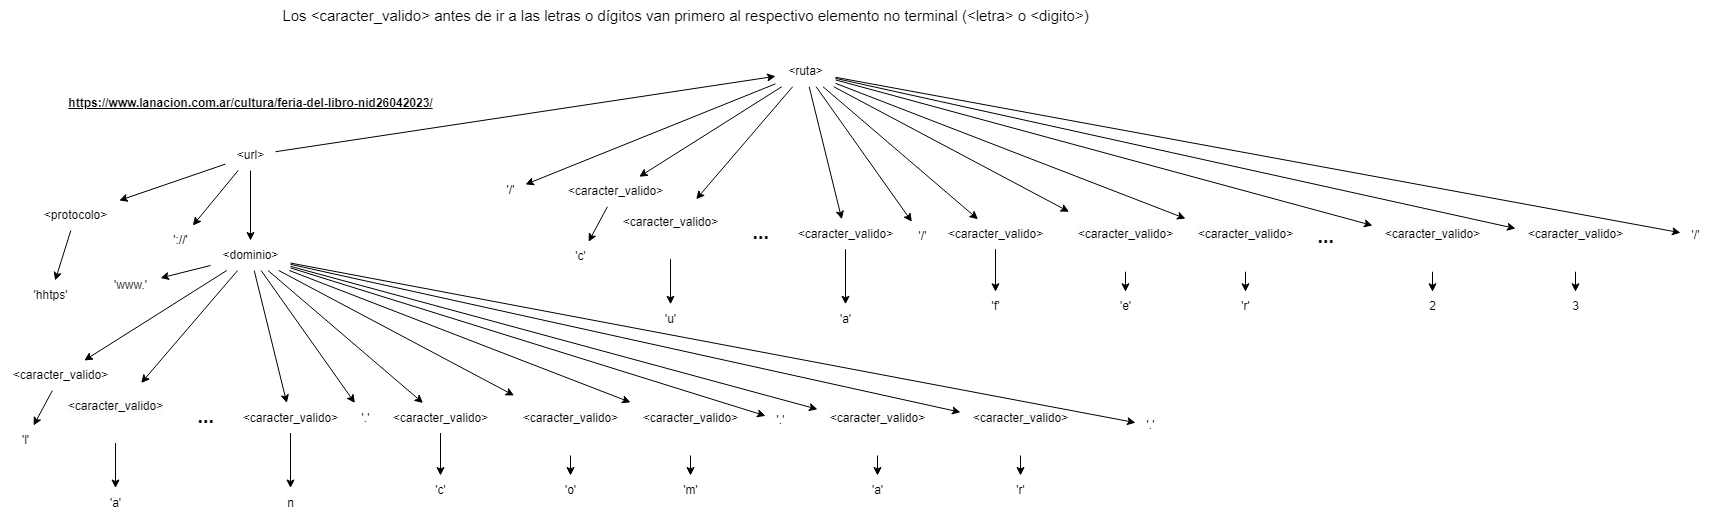 Los <caracter_valido> antes de ir a las letras o dígitos van primero al respectivo elemento no terminal (<letra> o <digito>)
<ruta>
https://www.lanacion.com.ar/cultura/feria-del-libro-nid26042023/
<url>
'/'
<caracter_valido>
<protocolo>
<caracter_valido>
'://'
...
<caracter_valido>
'/'
<caracter_valido>
<caracter_valido>
<caracter_valido>
...
<caracter_valido>
<caracter_valido>
'/'
<dominio>
'c'
'www.'
'hhtps'
'u'
'a'
'f'
'e'
'r'
2
3
<caracter_valido>
<caracter_valido>
...
<caracter_valido>
'.'
<caracter_valido>
<caracter_valido>
<caracter_valido>
'.'
<caracter_valido>
<caracter_valido>
'.'
'l'
'a'
n
'c'
'o'
'm'
'a'
'r'